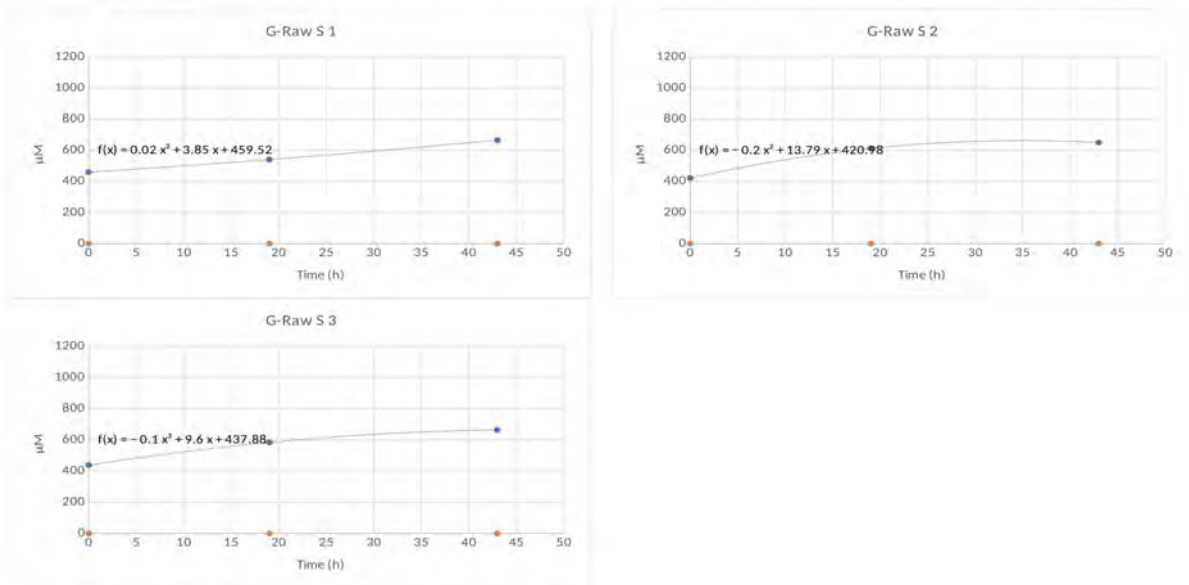 G-Raw S 1
1200
1000
800
600
400
200
0
μM
f(x) = 0.02 x² + 3.85 x + 459.52
0 5 10 15 20 25 30 35 40 45 50
Time (h)
G-Raw S 2
1200
1000
800
600
400
200
0
μM
f(x) = − 0.2 x² + 13.79 x + 420.98
0 5 10 15 20 25 30 35 40 45 50
Time (h)
G-Raw S 3
1200
1000
800
600
400
200
0
μM
f(x) = − 0.1 x² + 9.6 x + 437.88
0 5 10 15 20 25 30 35 40 45 50
Time (h)